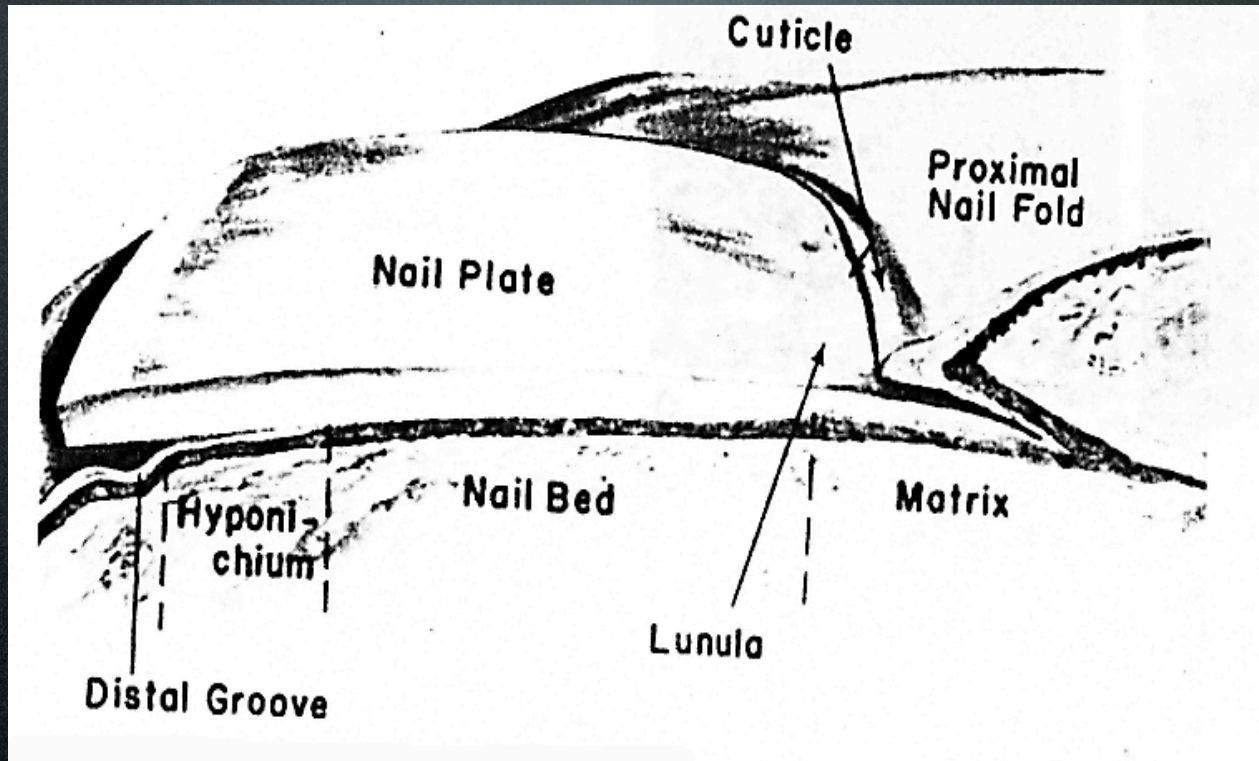 Cuticle
Proximal
Nail Fold
Nail Plate
Hyponi-
chium
Nail Bed
Matrix
Lunula
Distal Groove